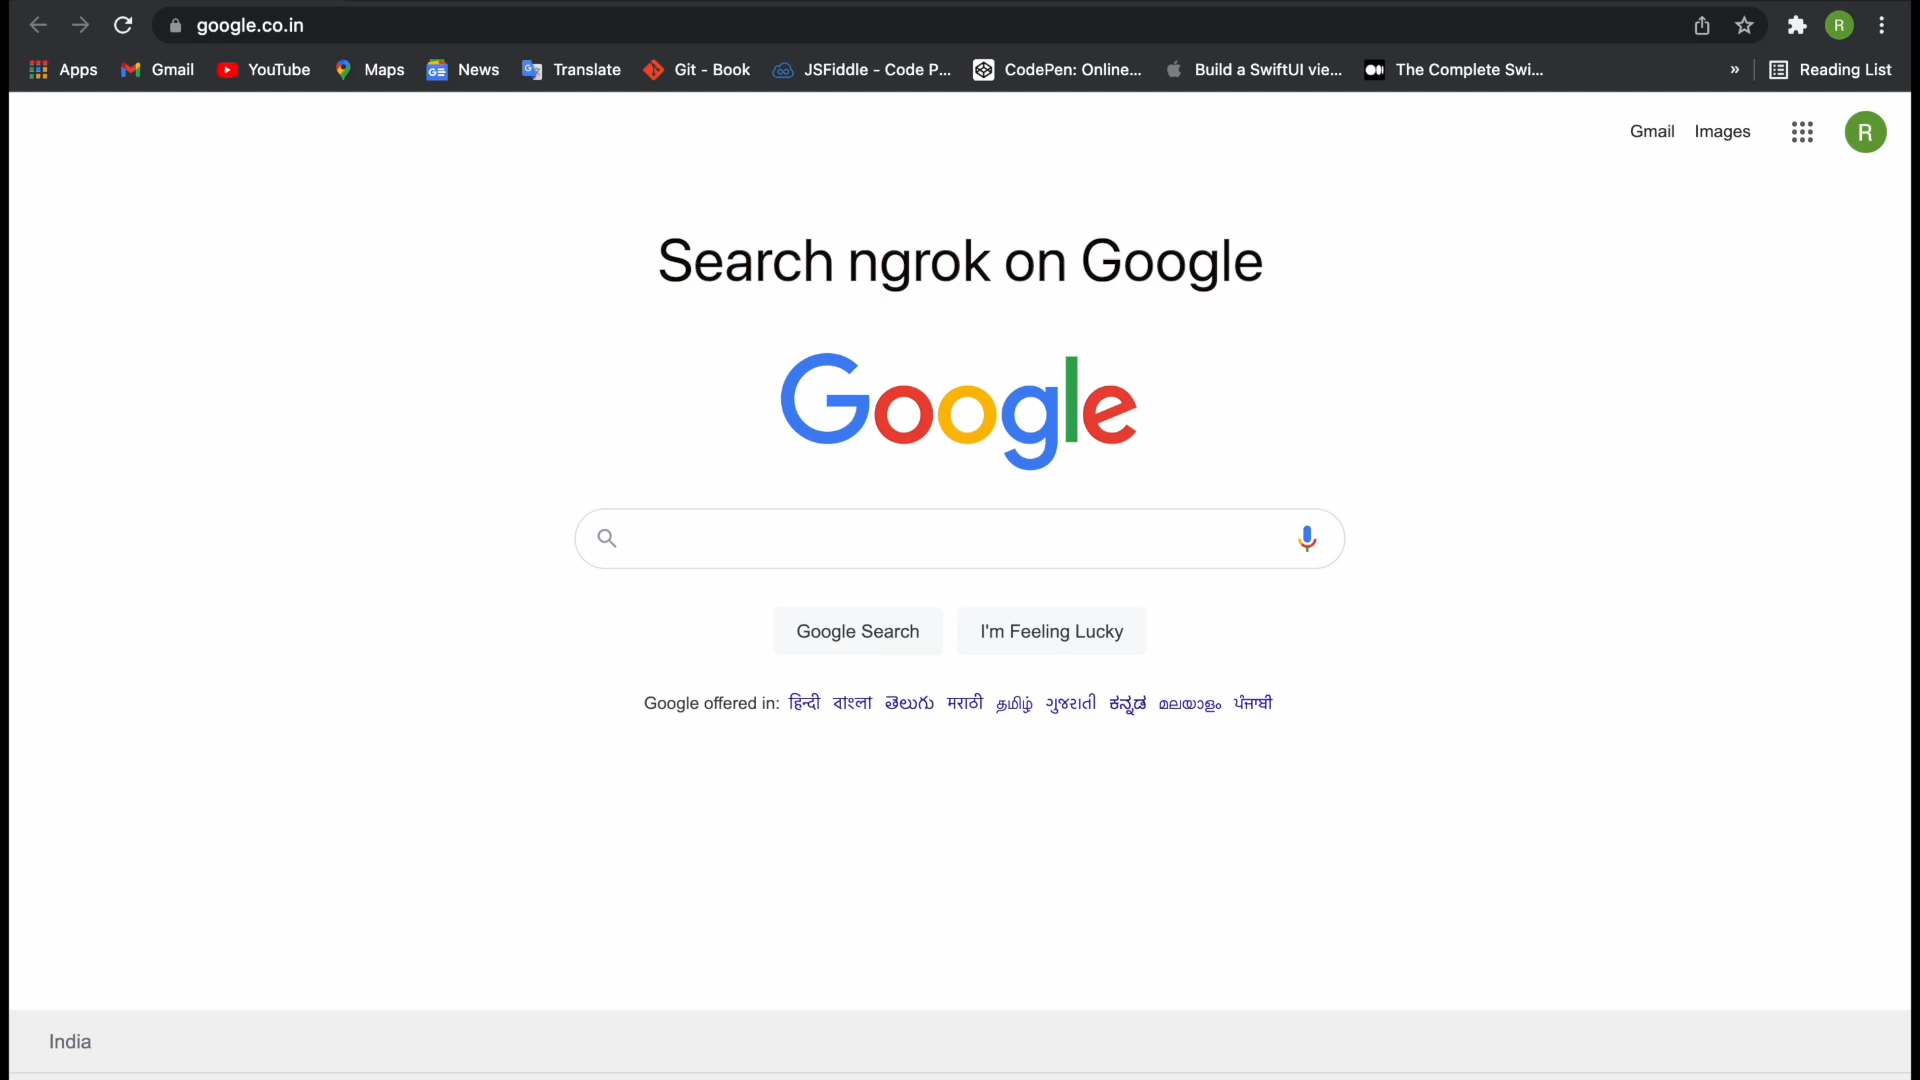 google.co.in
R
Apps Gmail YouTube Maps News Translate Git - Book JSFiddle - Code P... CodePen: Online... Build a SwiftUI vie... The Complete Swi... » Reading List
Gmail Images R
Search ngrok on Google
Google
Google Search I'm Feeling Lucky
Google offered in: हिन्दी বাংলা తెలుగు मराठी தமிழ் ગુજરાતી ಕನ್ನಡ മലയാളം ਪੰਜਾਬੀ
India